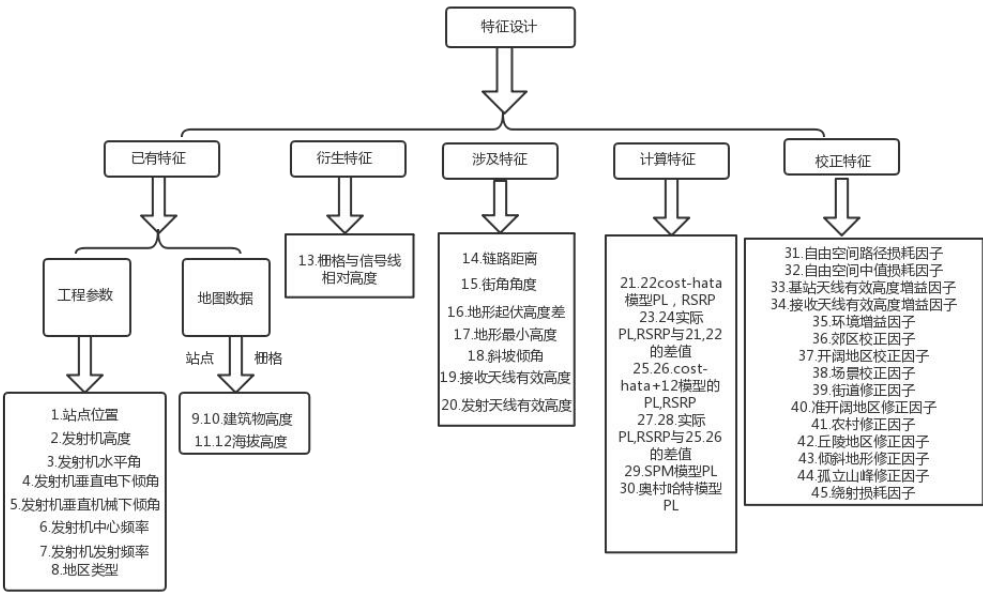 特征设计
已有特征
衍生特征
涉及特征
计算特征
校正特征
工程参数
地图数据
站点
栅格
1.站点位置
2.发射机高度
3.发射机水平角
4.发射机垂直电下倾角
5.发射机垂直机械下倾角
6.发射机中心频率
7.发射机发射频率
8.地区类型
9.10.建筑物高度
11.12海拔高度
13.栅格与信号线
相对高度
14.链路距离
15.街角角度
16.地形起伏高度差
17.地形最小高度
18.斜坡倾角
19.接收天线有效高度
20.发射天线有效高度
21.22cost-hata
模型PL，RSRP
23.24实际
PL,RSRP与21,22
的差值
25.26.cost-
hata+12模型的
PL,RSRP
27.28.实际
PL,RSRP与25.26
的差值
29.SPM模型PL
30.奥村哈特模型
PL
31.自由空间路径损耗因子
32.自由空间中值损耗因子
33.基站天线有效高度增益因子
34.接收天线有效高度增益因子
35.环境增益因子
36.郊区校正因子
37.开阔地区校正因子
38.场景校正因子
39.街道修正因子
40.准开阔地区修正因子
41.农村修正因子
42.丘陵地区修正因子
43.倾斜地形修正因子
44.孤立山峰修正因子
45.绕射损耗因子